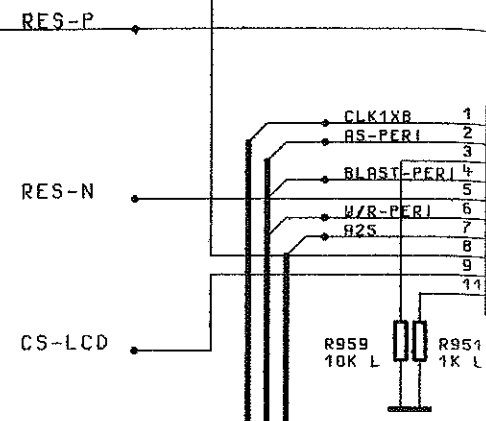 RES-P
CLK1XB 1
AS-PERI 2
3
BLAST-PERI 4
RES-N 5
W/R-PERI 6
A25 7
8
9
11
CS-LCD
R959 R951
10K L 1K L